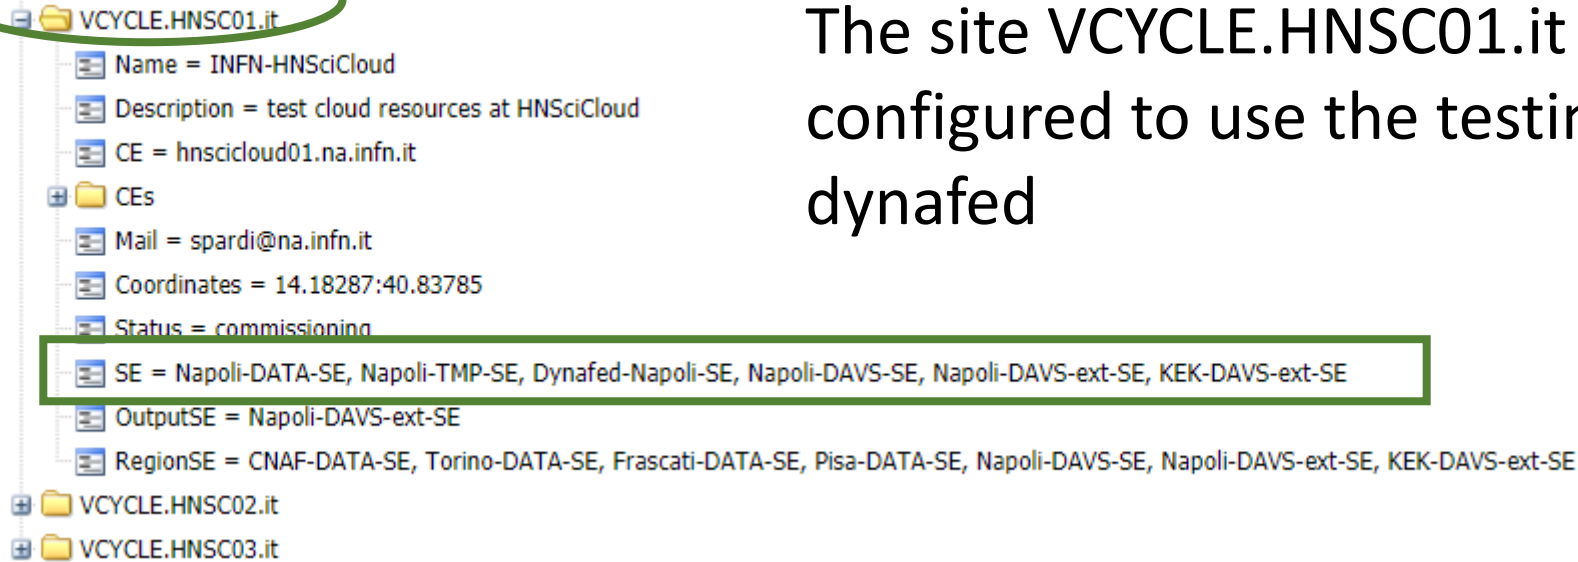 VCYCLE.HNSC01.it
Name = INFN-HNSciCloud
Description = test cloud resources at HNSciCloud
CE = hnscicloud01.na.infn.it
CEs
Mail = spardi@na.infn.it
Coordinates = 14.18287:40.83785
Status = commissioning
SE = Napoli-DATA-SE, Napoli-TMP-SE, Dynafed-Napoli-SE, Napoli-DAVS-SE, Napoli-DAVS-ext-SE, KEK-DAVS-ext-SE
OutputSE = Napoli-DAVS-ext-SE
RegionSE = CNAF-DATA-SE, Torino-DATA-SE, Frascati-DATA-SE, Pisa-DATA-SE, Napoli-DAVS-SE, Napoli-DAVS-ext-SE, KEK-DAVS-ext-SE
VCYCLE.HNSC02.it
VCYCLE.HNSC03.it
The site VCYCLE.HNSC01.it
configured to use the
dynafed